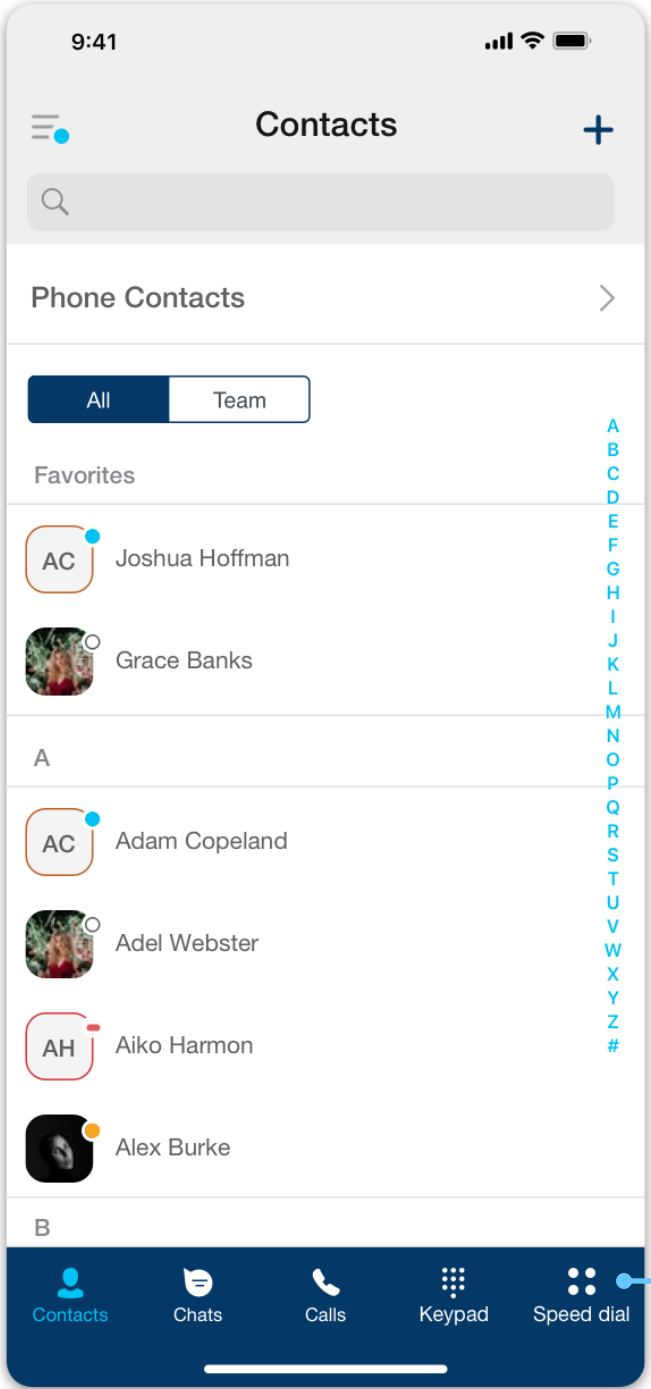 9:41
Contacts
Phone Contacts
All Team
Favorites
AC Joshua Hoffman
Grace Banks
A
AC Adam Copeland
Adel Webster
AH Aiko Harmon
Alex Burke
B
A
B
C
D
E
F
G
H
I
J
K
L
M
N
O
P
Q
R
S
T
U
V
W
X
Y
Z
#
Contacts Chats Calls Keypad Speed dial